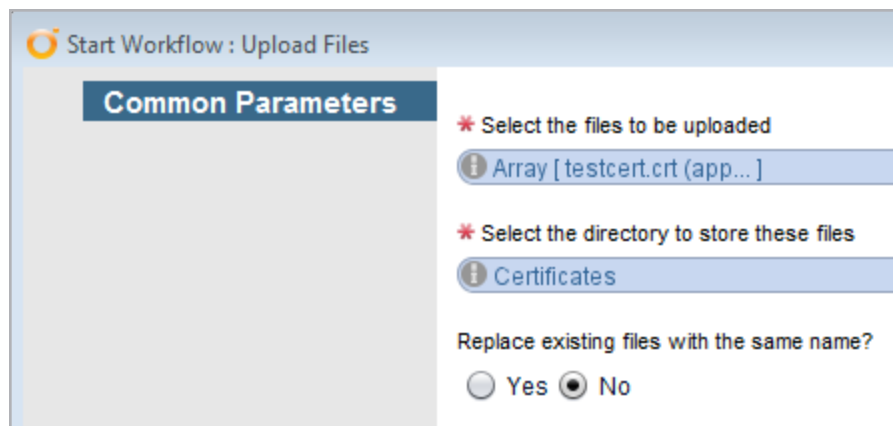 Start Workflow : Upload Files
Common Parameters
* Select the files to be uploaded
Array [ testcert.crt (app... ]
* Select the directory to store these files
Certificates
Replace existing files with the same name?
Yes No